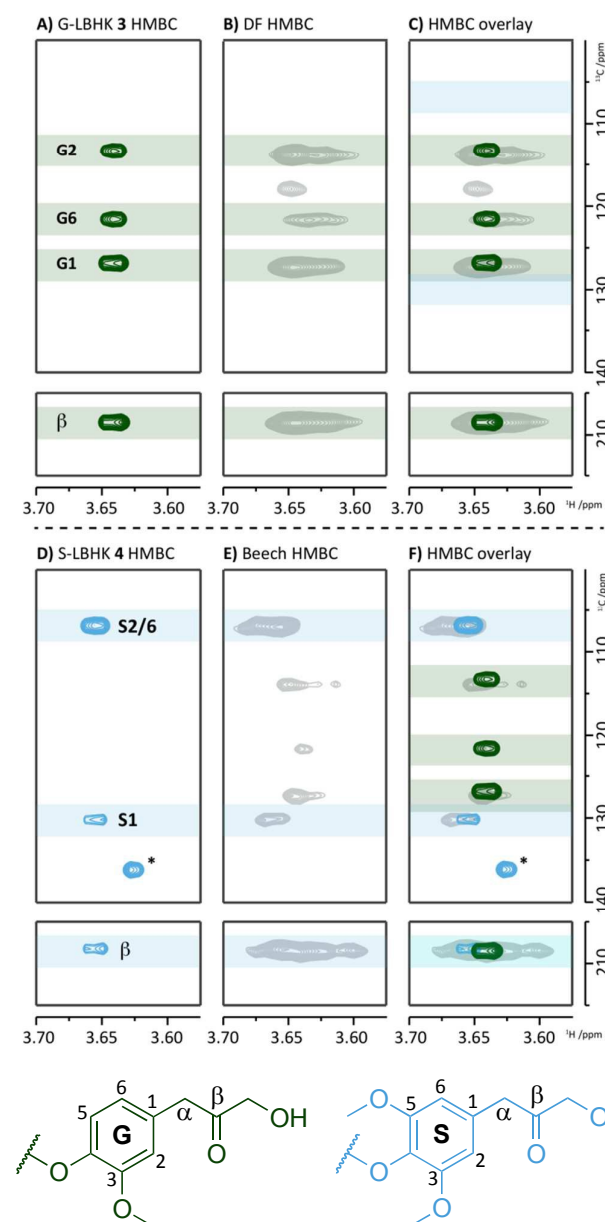 A) G-LBHK 3 HMBC
B) DF HMBC
C) HMBC overlay
¹³C/ppm
G2
G6
G1
110
120
130
140
β
210
3.70 3.65 3.60
3.70 3.65 3.60
3.70 3.65 3.60 ¹H /ppm
D) S-LBHK 4 HMBC
E) Beech HMBC
F) HMBC overlay
¹³C/ppm
S2/6
S1
*
*
110
120
130
140
β
210
3.70 3.65 3.60
3.70 3.65 3.60
3.70 3.65 3.60 ¹H /ppm
6
5
1
α
β
OH
G
O
2
3
O
O
O
5
6
1
α
β
O
S
O
2
3
O
O